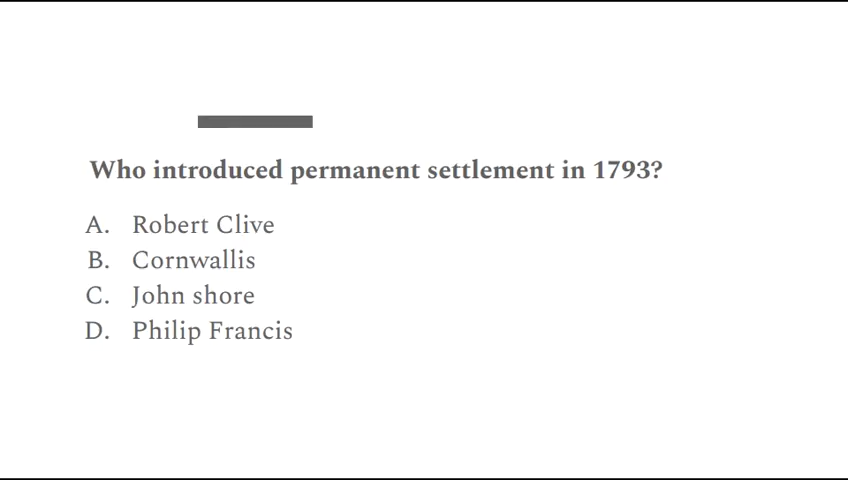 Who introduced permanent settlement in 1793?
A. Robert Clive
B. Cornwallis
C. John shore
D. Philip Francis